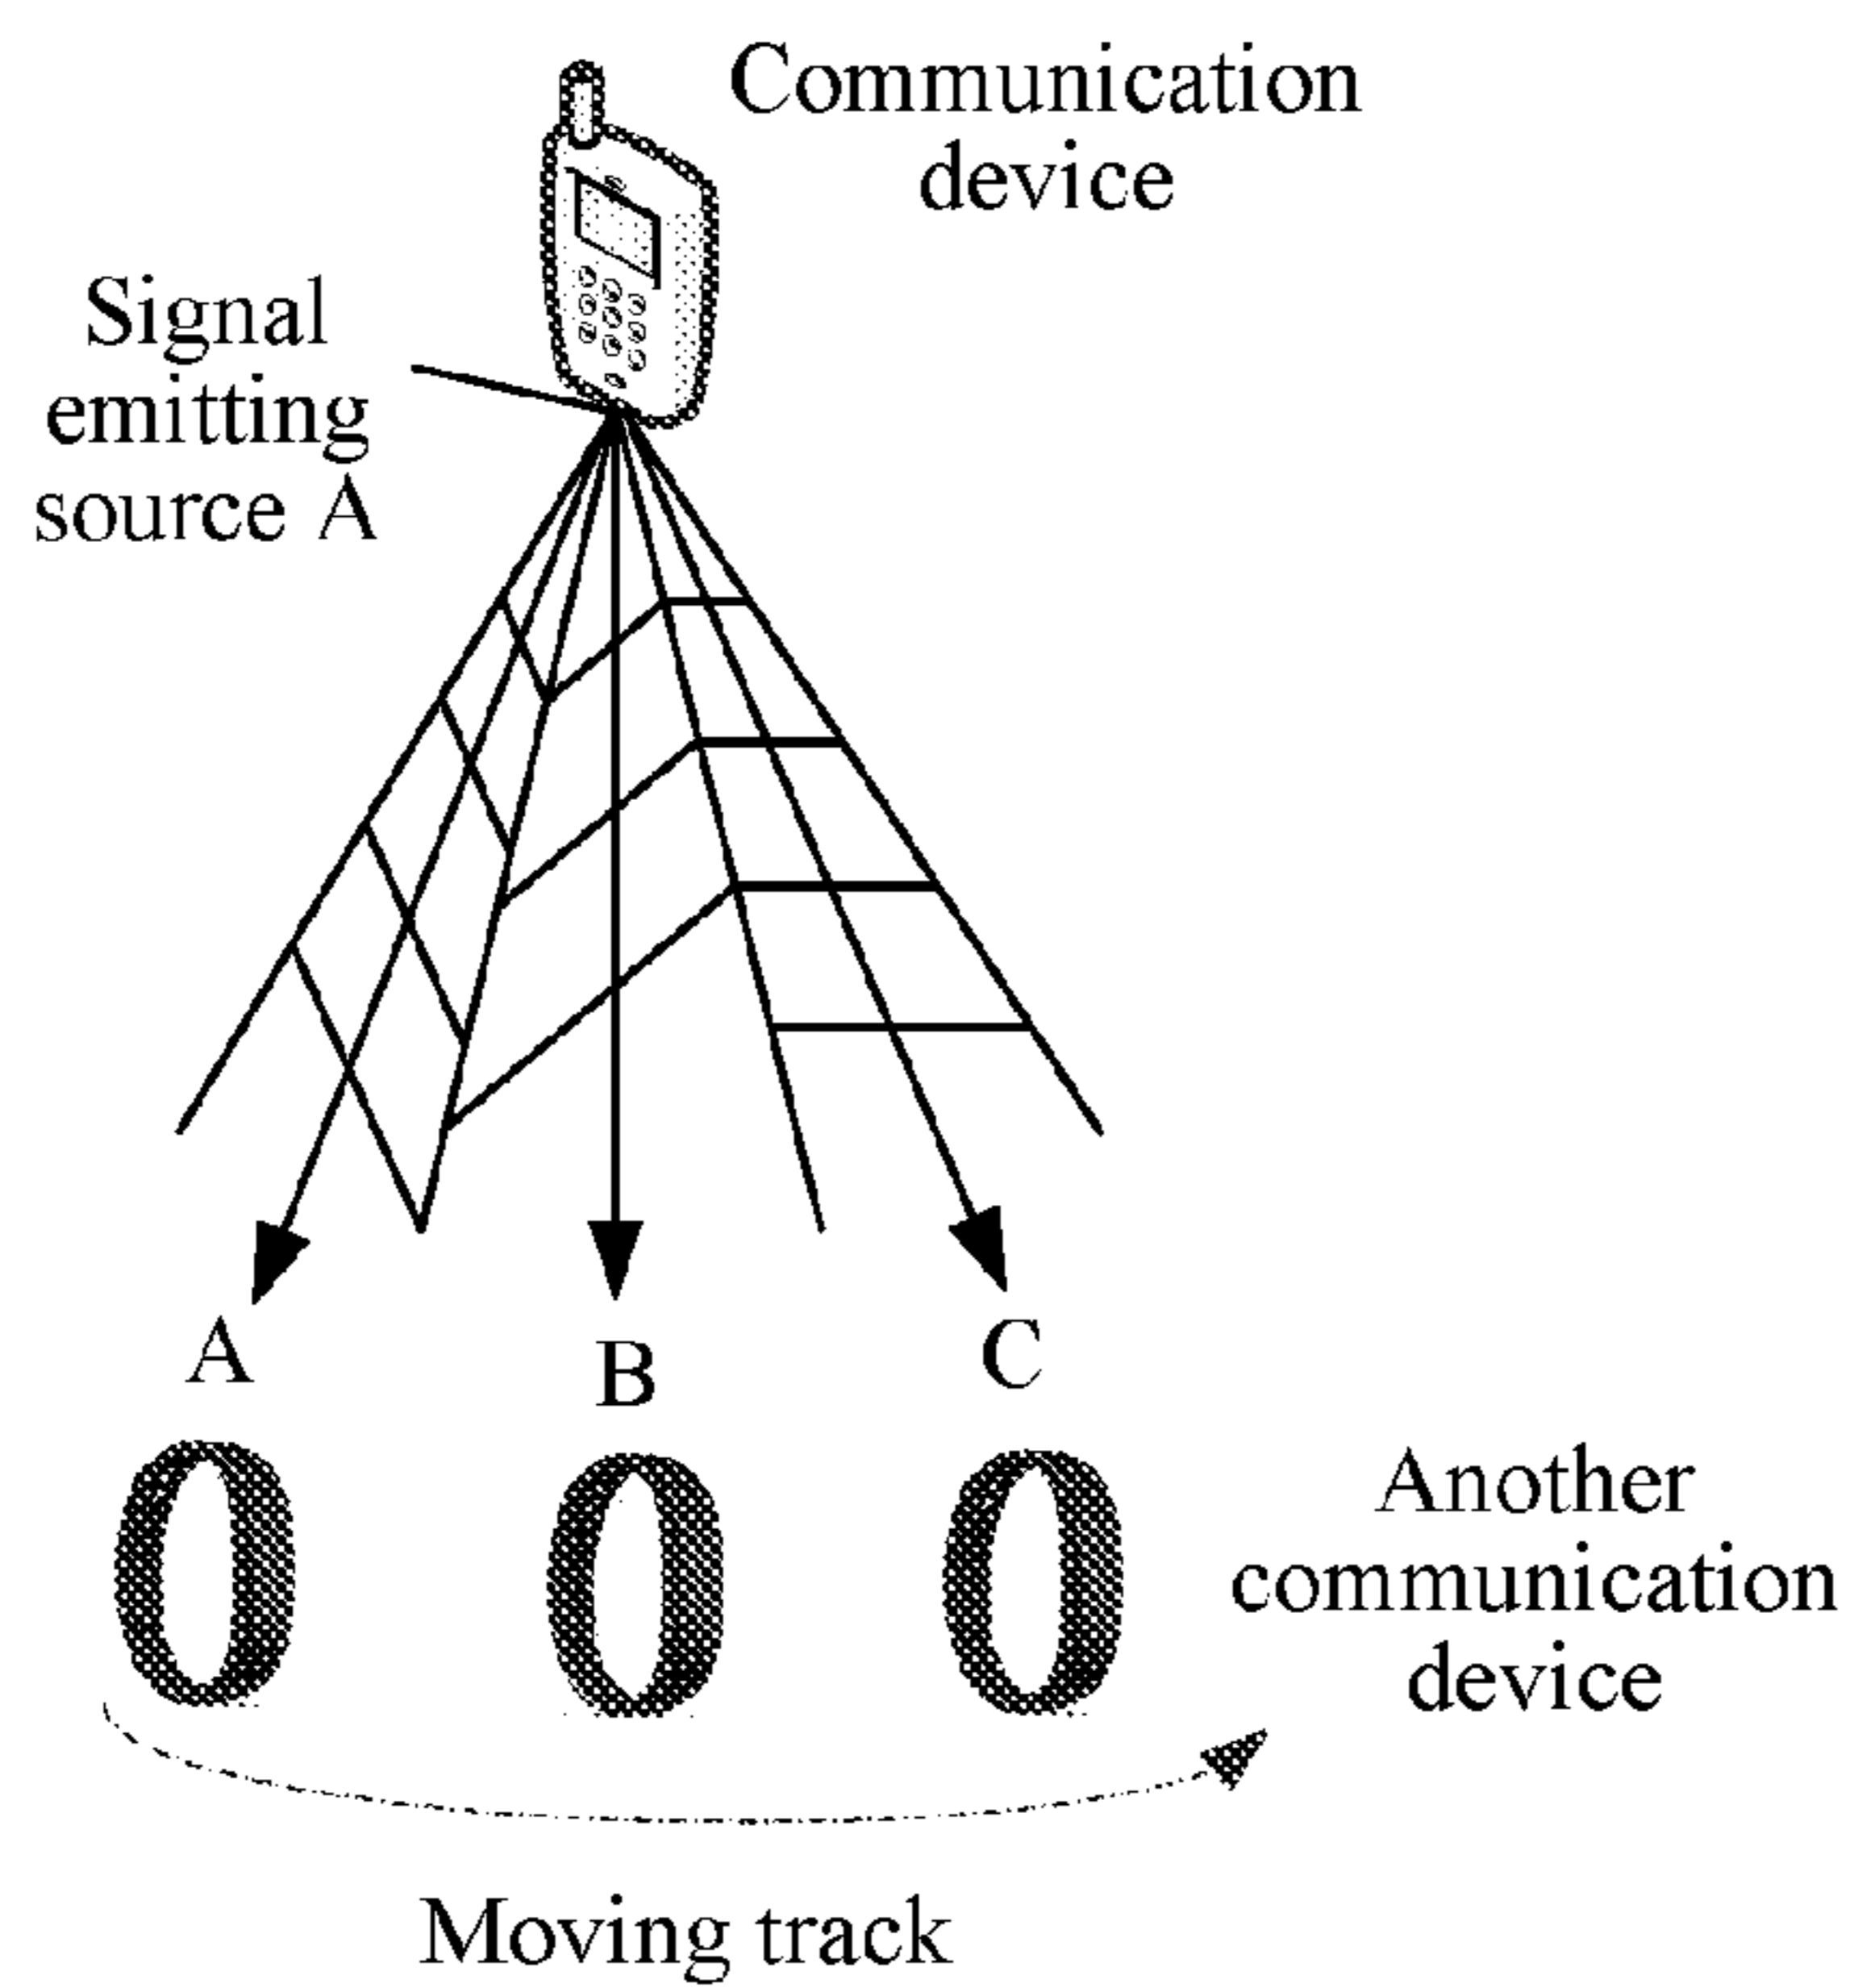 Communication
device
Signal
emitting
source A
A
B
C
Another
communication
device
Moving track